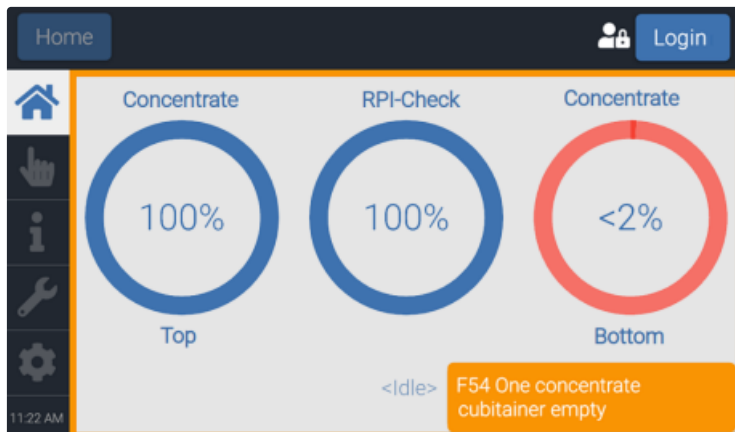 Home
Login
Concentrate
RPI-Check
Concentrate
100%
100%
<2%
Top
Bottom
<Idle>
F54 One concentrate
cubitainer empty
11:22 AM